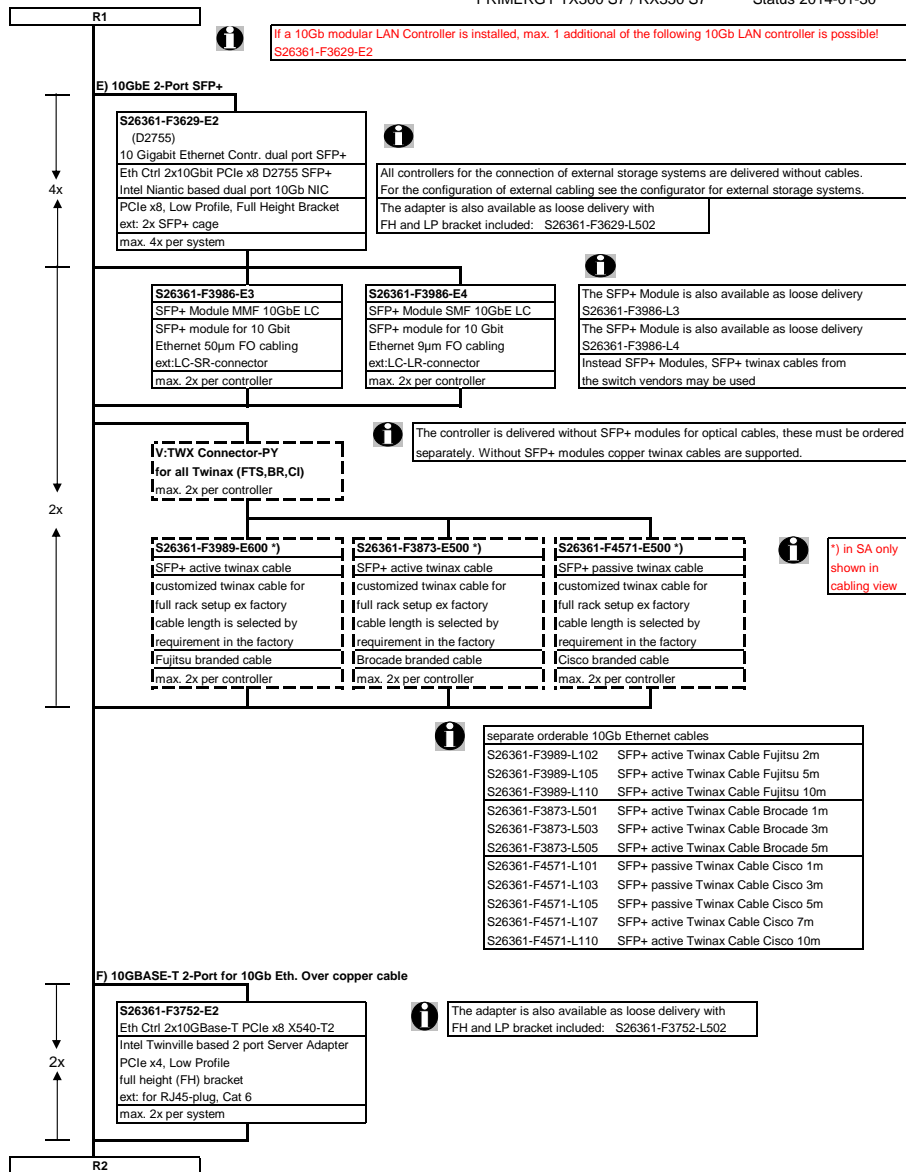 PRIMERGY TX300 S7 / RX350 S7 Status 2014-01-30
R1
If a 10Gb modular LAN Controller is installed, max. 1 additional of the following 10Gb LAN controller is possible!
S26361-F3629-E2
E) 10GbE 2-Port SFP+
S26361-F3629-E2
(D2755)
10 Gigabit Ethernet Contr. dual port SFP+
Eth Ctrl 2x10Gbit PCIe x8 D2755 SFP+
Intel Niantic based dual port 10Gb NIC
PCIe x8, Low Profile, Full Height Bracket
ext: 2x SFP+ cage
max. 4x per system
All controllers for the connection of external storage systems are delivered without cables.
For the configuration of external cabling see the configurator for external storage systems.
The adapter is also available as loose delivery with
FH and LP bracket included: S26361-F3629-L502
4x
S26361-F3986-E3
SFP+ Module MMF 10GbE LC
SFP+ module for 10 Gbit
Ethernet 50µm FO cabling
ext:LC-SR-connector
max. 2x per controller
S26361-F3986-E4
SFP+ Module SMF 10GbE LC
SFP+ module for 10 Gbit
Ethernet 9µm FO cabling
ext:LC-LR-connector
max. 2x per controller
The SFP+ Module is also available as loose delivery
S26361-F3986-L3
The SFP+ Module is also available as loose delivery
S26361-F3986-L4
Instead SFP+ Modules, SFP+ twinax cables from
the switch vendors may be used
The controller is delivered without SFP+ modules for optical cables, these must be ordered
separately. Without SFP+ modules copper twinax cables are supported.
V:TWX Connector-PY
for all Twinax (FTS,BR,CI)
max. 2x per controller
2x
S26361-F3989-E600 *)
SFP+ active twinax cable
customized twinax cable for
full rack setup ex factory
cable length is selected by
requirement in the factory
Fujitsu branded cable
max. 2x per controller
S26361-F3873-E500 *)
SFP+ active twinax cable
customized twinax cable for
full rack setup ex factory
cable length is selected by
requirement in the factory
Brocade branded cable
max. 2x per controller
S26361-F4571-E500 *)
SFP+ passive twinax cable
customized twinax cable for
full rack setup ex factory
cable length is selected by
requirement in the factory
Cisco branded cable
max. 2x per controller
*) in SA only
shown in
cabling view
separate orderable 10Gb Ethernet cables
S26361-F3989-L102 SFP+ active Twinax Cable Fujitsu 2m
S26361-F3989-L105 SFP+ active Twinax Cable Fujitsu 5m
S26361-F3989-L110 SFP+ active Twinax Cable Fujitsu 10m
S26361-F3873-L501 SFP+ active Twinax Cable Brocade 1m
S26361-F3873-L503 SFP+ active Twinax Cable Brocade 3m
S26361-F3873-L505 SFP+ active Twinax Cable Brocade 5m
S26361-F4571-L101 SFP+ passive Twinax Cable Cisco 1m
S26361-F4571-L103 SFP+ passive Twinax Cable Cisco 3m
S26361-F4571-L105 SFP+ passive Twinax Cable Cisco 5m
S26361-F4571-L107 SFP+ active Twinax Cable Cisco 7m
S26361-F4571-L110 SFP+ active Twinax Cable Cisco 10m
F) 10GBASE-T 2-Port for 10Gb Eth. Over copper cable
S26361-F3752-E2
Eth Ctrl 2x10GBase-T PCIe x8 X540-T2
Intel Twinville based 2 port Server Adapter
PCIe x4, Low Profile
full height (FH) bracket
ext: for RJ45-plug, Cat 6
max. 2x per system
The adapter is also available as loose delivery with
FH and LP bracket included: S26361-F3752-L502
2x
R2